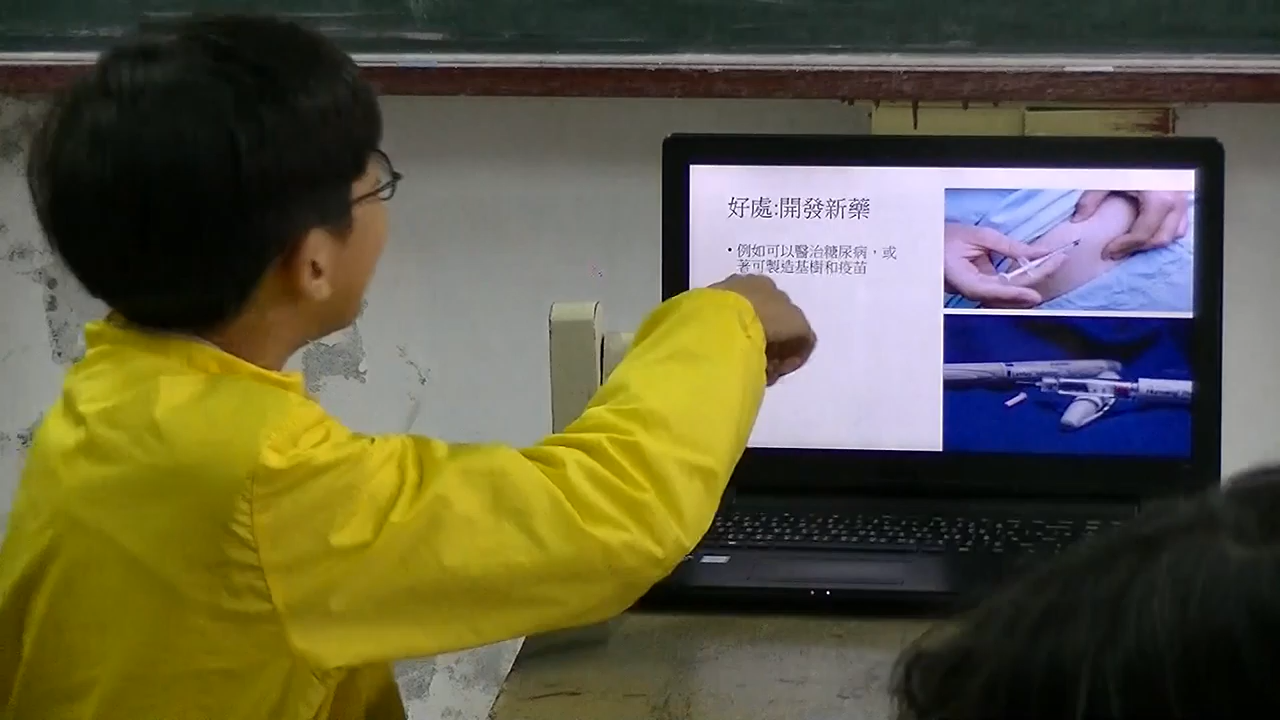 好處:開發新藥
• 例如可以醫治糖尿病，或
著可製造基樹和疫苗